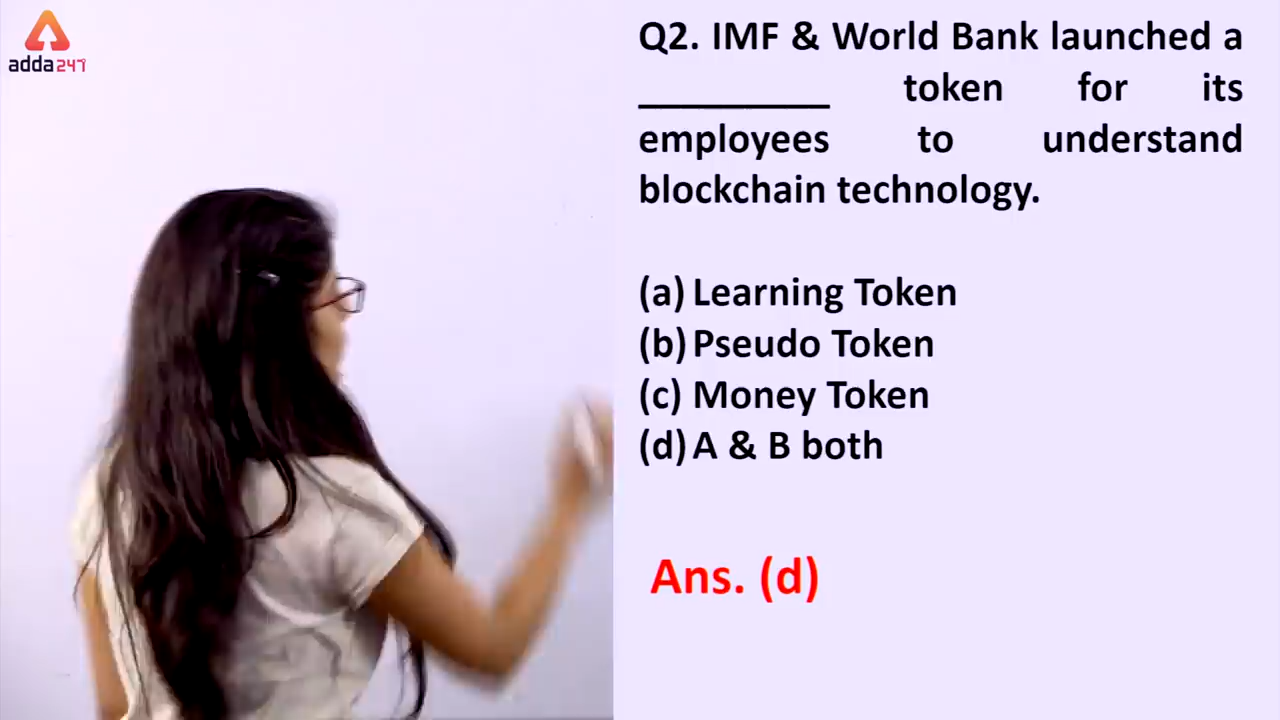 adda247
Q2. IMF & World Bank launched a
_________ token for its
employees to understand
blockchain technology.
(a) Learning Token
(b) Pseudo Token
(c) Money Token
(d) A & B both
Ans. (d)